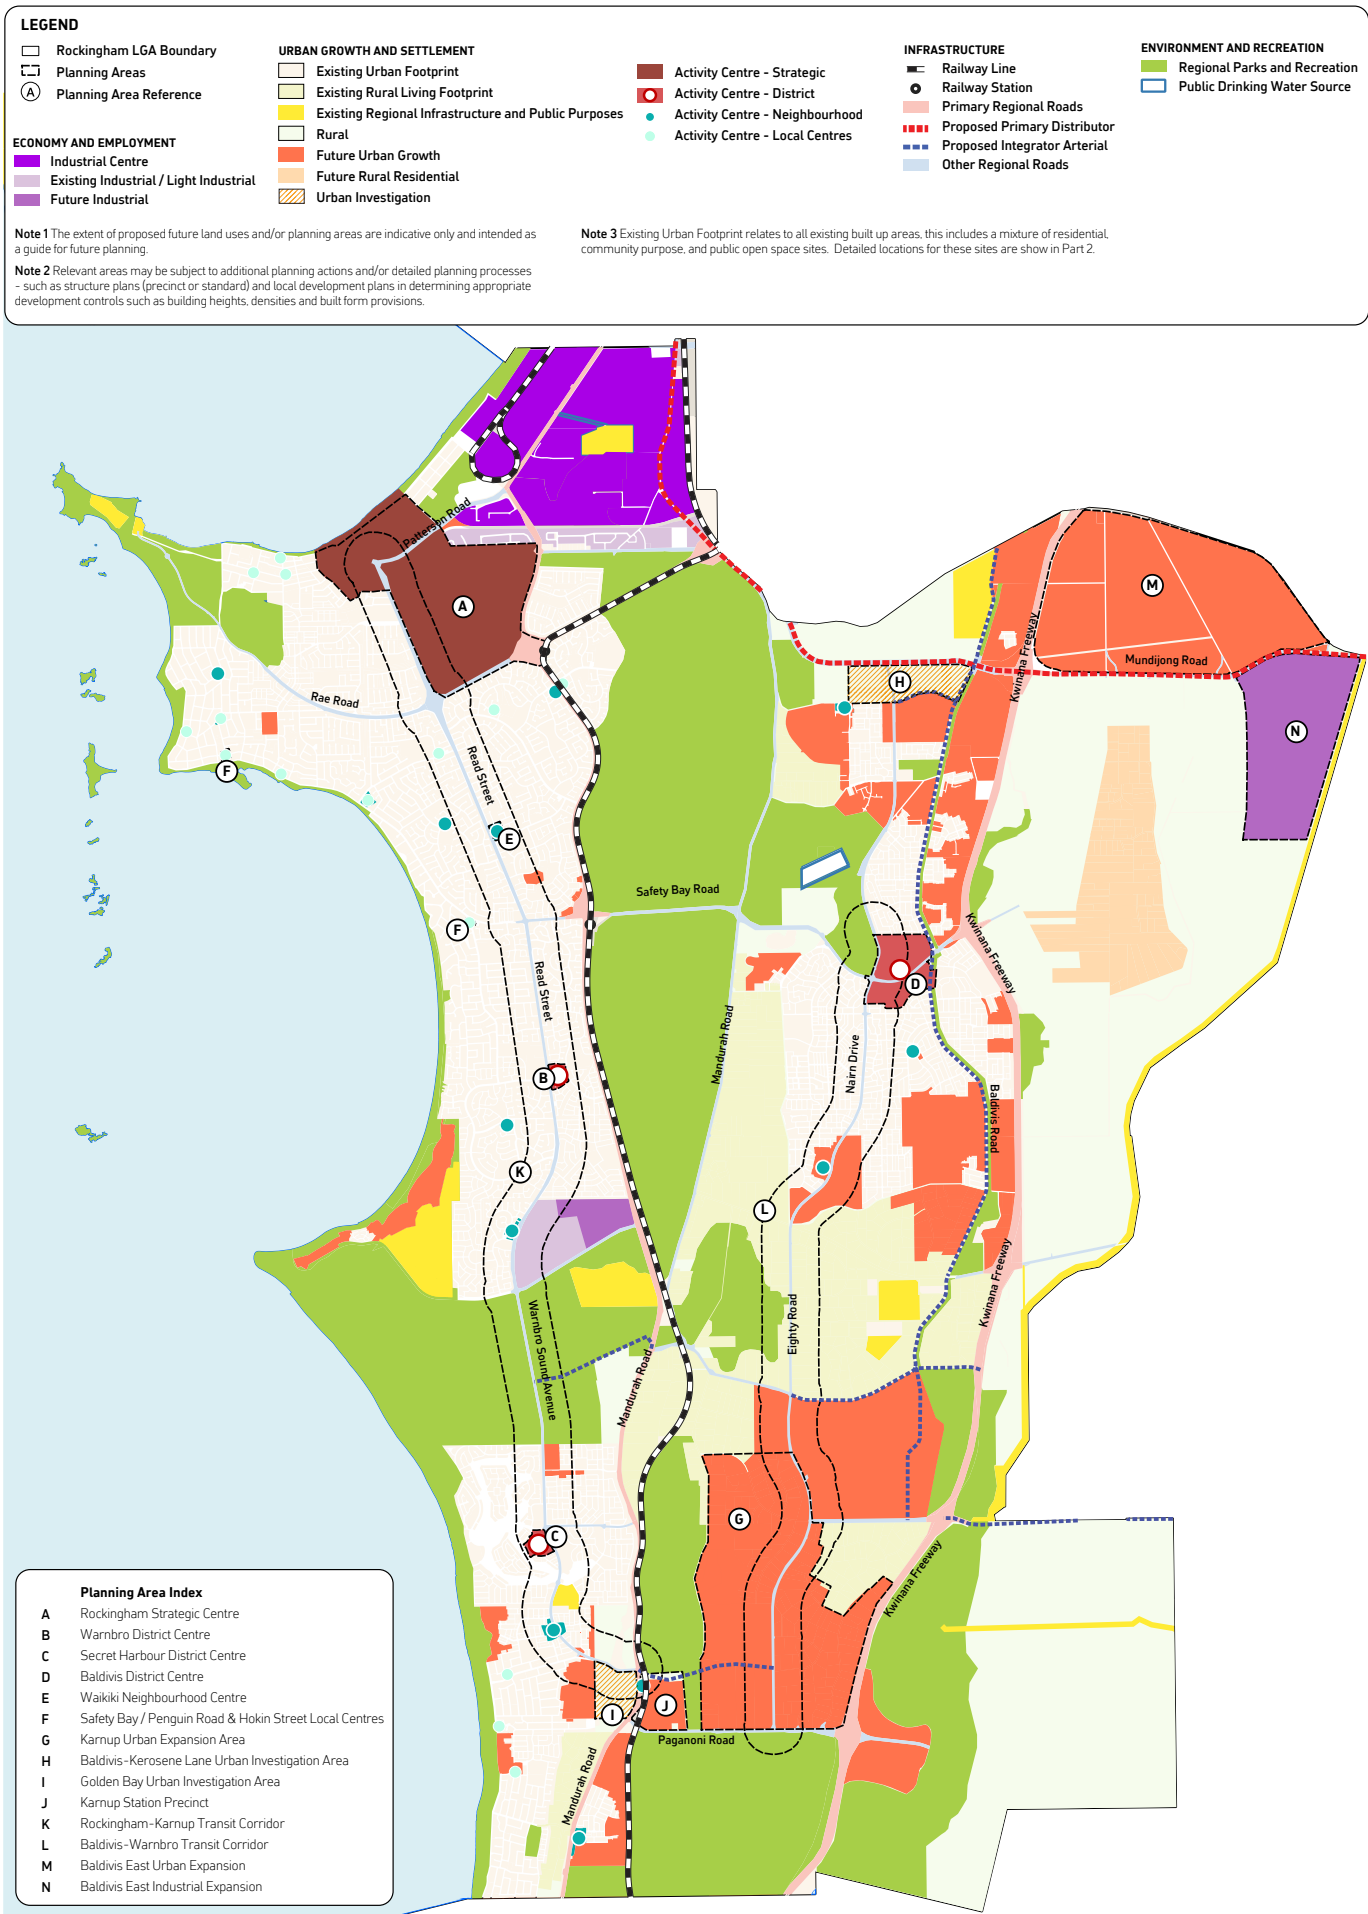 LEGEND
Rockingham LGA Boundary
Planning Areas
A
Planning Area Reference
ECONOMY AND EMPLOYMENT
Industrial Centre
Existing Industrial / Light Industrial
Future Industrial
URBAN GROWTH AND SETTLEMENT
Existing Urban Footprint
Existing Rural Living Footprint
Existing Regional Infrastructure and Public Purposes
Rural
Future Urban Growth
Future Rural Residential
Urban Investigation
Activity Centre - Strategic
Activity Centre - District
Activity Centre - Neighbourhood
Activity Centre - Local Centres
INFRASTRUCTURE
Railway Line
Railway Station
Primary Regional Roads
Proposed Primary Distributor
Proposed Integrator Arterial
Other Regional Roads
ENVIRONMENT AND RECREATION
Regional Parks and Recreation
Public Drinking Water Source
Note 1 The extent of proposed future land uses and/or planning areas are indicative only and intended as
a guide for future planning.
Note 2 Relevant areas may be subject to additional planning actions and/or detailed planning processes
- such as structure plans (precinct or standard) and local development plans in determining appropriate
development controls such as building heights, densities and built form provisions.
Note 3 Existing Urban Footprint relates to all existing built up areas, this includes a mixture of residential,
community purpose, and public open space sites. Detailed locations for these sites are show in Part 2.
Patterson Road
A
M
Kwinana Freeway
Mundijong Road
H
Rae Road
N
Read Street
F
E
Safety Bay Road
F
Kwinana Freeway
Read Street
D
Mandurah Road
Nairn Drive
B
Baldivis Road
K
L
Kwinana Freeway
Warnbro Sound Avenue
Eighty Road
Mandurah Road
G
C
Kwinana Freeway
J
I
Paganoni Road
Mandurah Road
Planning Area Index
A Rockingham Strategic Centre
B Warnbro District Centre
C Secret Harbour District Centre
D Baldivis District Centre
E Waikiki Neighbourhood Centre
F Safety Bay / Penguin Road & Hokin Street Local Centres
G Karnup Urban Expansion Area
H Baldivis-Kerosene Lane Urban Investigation Area
I Golden Bay Urban Investigation Area
J Karnup Station Precinct
K Rockingham-Karnup Transit Corridor
L Baldivis-Warnbro Transit Corridor
M Baldivis East Urban Expansion
N Baldivis East Industrial Expansion